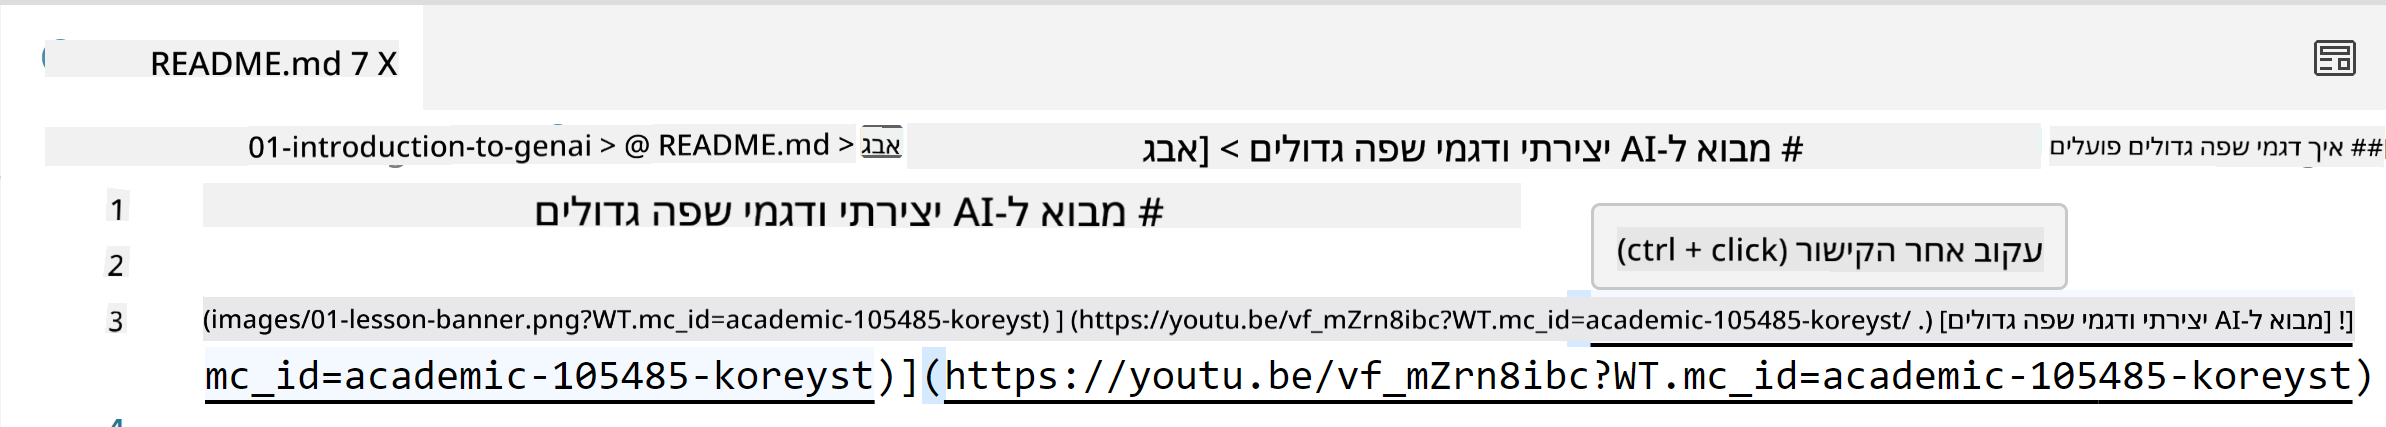 README.md 7 X
01-introduction-to-genai > @ README.md > אבג # מבוא ל-AI יצירתי ודגמי שפה גדולים > [אבג ## איך דגמי שפה גדולים פועלים
1 # מבוא ל-AI יצירתי ודגמי שפה גדולים
עקוב אחר הקישור (ctrl + click)
2
3 [! [מבוא ל-AI יצירתי ודגמי שפה גדולים] (. /images/01-lesson-banner.png?WT.mc_id=academic-105485-koreyst) ] (https://youtu.be/vf_mZrn8ibc?WT.mc_id=academic-105485-koreyst)
mc_id=academic-105485-koreyst)](https://youtu.be/vf_mZrn8ibc?WT.mc_id=academic-105485-koreyst)
4